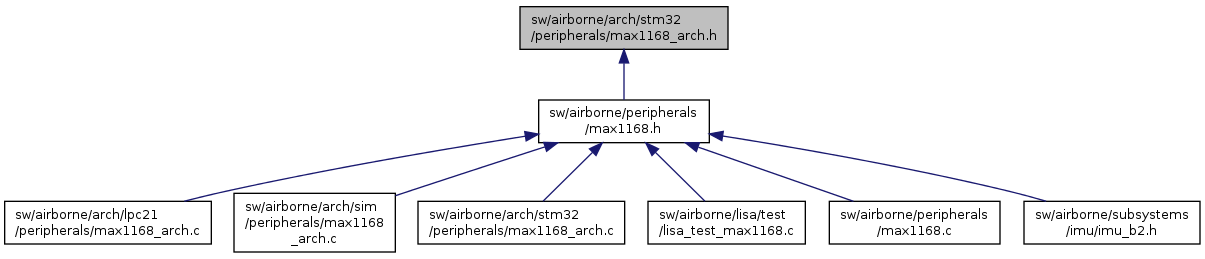 sw/airborne/arch/stm32
/peripherals/max1168_arch.h
sw/airborne/peripherals
/max1168.h
sw/airborne/arch/lpc21
/peripherals/max1168_arch.c
sw/airborne/arch/sim
/peripherals/max1168
_arch.c
sw/airborne/arch/stm32
/peripherals/max1168_arch.c
sw/airborne/lisa/test
/lisa_test_max1168.c
sw/airborne/peripherals
/max1168.c
sw/airborne/subsystems
/imu/imu_b2.h